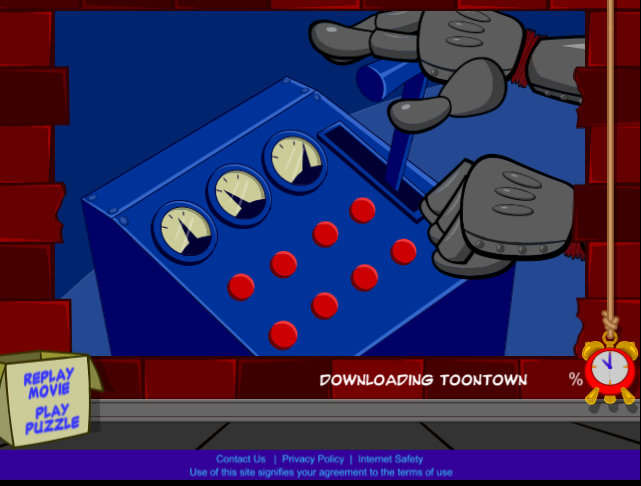 DOWNLOADING TOONTOWN %
REPLAY
MOVIE
PLAY
PUZZLE
Contact Us | Privacy Policy | Internet Safety
Use of this site signifies your agreement to the terms of use